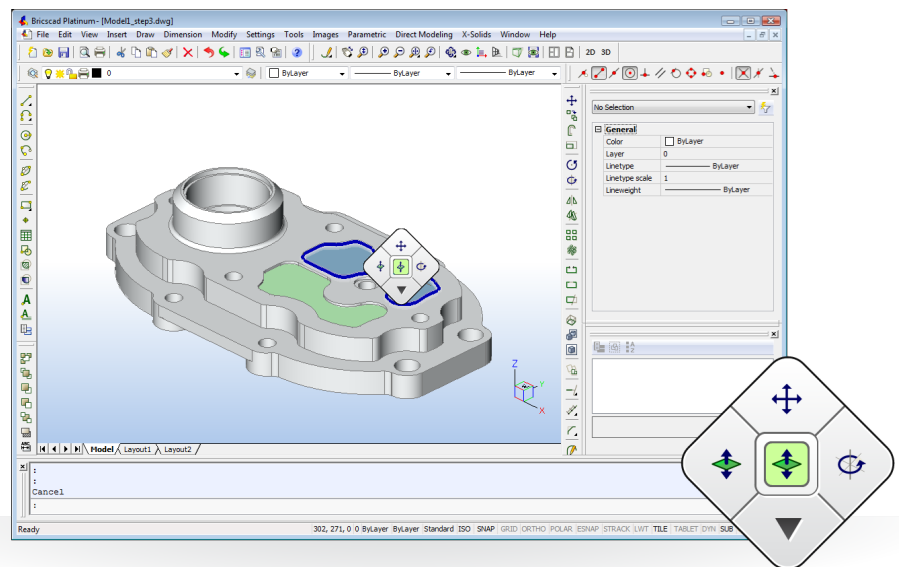 Bricscad Platinum- [Model1_step3.dwg]
File Edit View Insert Draw Dimension Modify Settings Tools Images Parametric Direct Modeling X-Solids Window Help
2D 3D
0 ByLayer ByLayer ByLayer
No Selection
General
Color ByLayer
Layer 0
Linetype ByLayer
Linetype scale 1
Lineweight ByLayer
Z
Y
X
A
A
ABC
Model Layout1 Layout2
:
:
Cancel
:
Ready 302, 271, 0 0 ByLayer ByLayer Standard ISO SNAP GRID ORTHO POLAR ESNAP STRACK LWT TILE TABLET DYN SUB